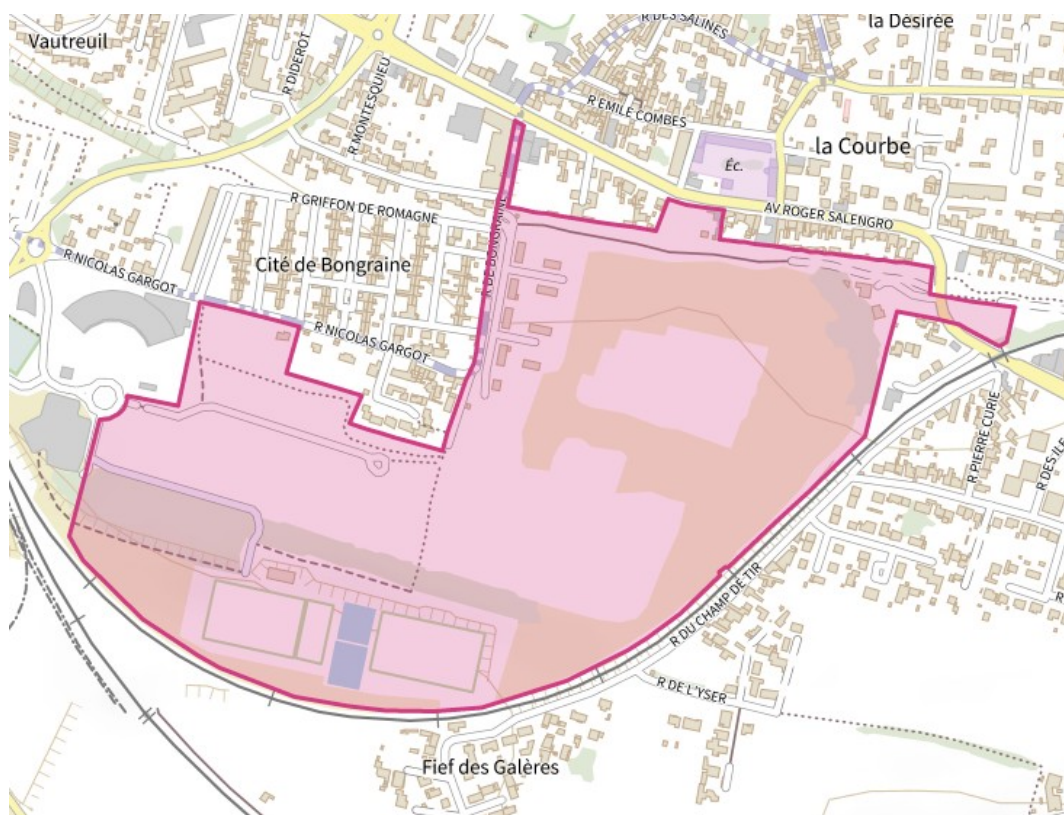 la Désirée
R DES SALINES
Vautreuil
R DIDEROT
R MONTESQUIEU
R EMILE COMBES
la Courbe
Éc.
R GRIFFON DE ROMAGNE
AV ROGER SALENGRO
R DE BONGRAINE
R NICOLAS GARGOT
Cité de Bongraine
R NICOLAS GARGOT
R PIERRE CURIE
R DES ILE
R DU CHAMP DE TIR
R DE L'YSER
Fief des Galères